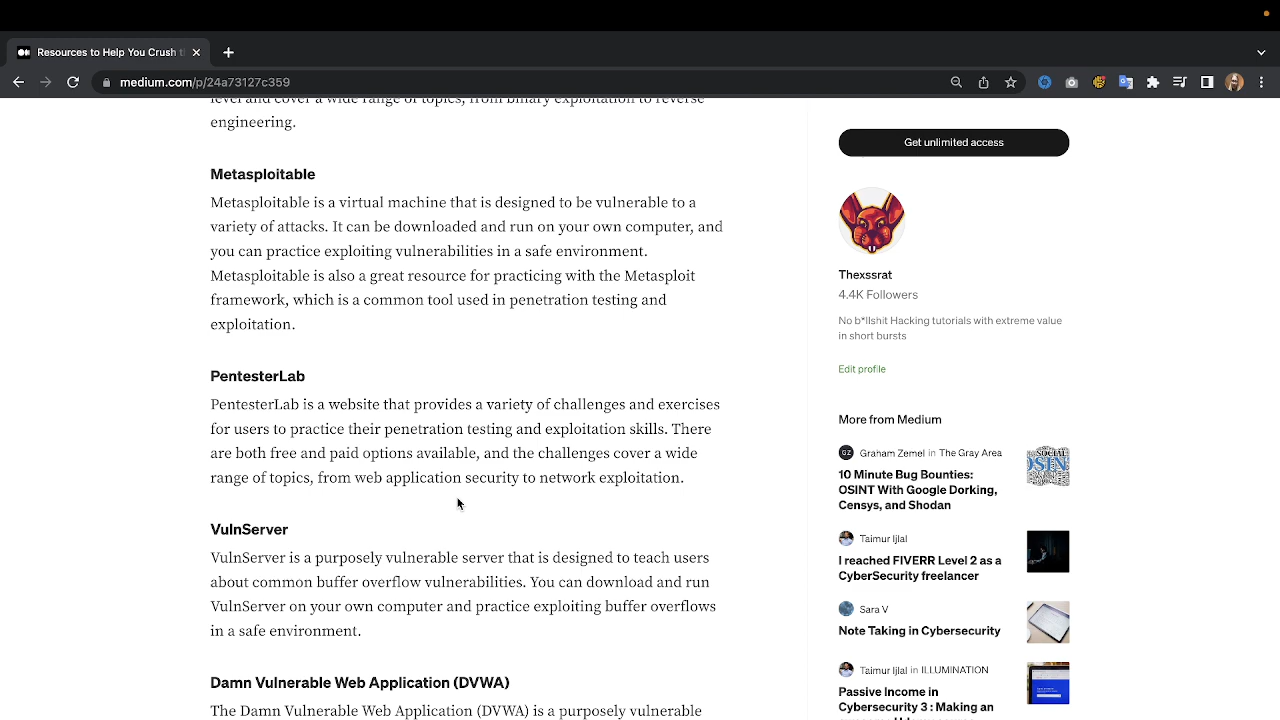 Resources to Help You Crush t
medium.com/p/24a73127c359
level and cover a wide range of topics, from binary exploitation to reverse
engineering.
Metasploitable
Metasploitable is a virtual machine that is designed to be vulnerable to a
variety of attacks. It can be downloaded and run on your own computer, and
you can practice exploiting vulnerabilities in a safe environment.
Metasploitable is also a great resource for practicing with the Metasploit
framework, which is a common tool used in penetration testing and
exploitation.
PentesterLab
PentesterLab is a website that provides a variety of challenges and exercises
for users to practice their penetration testing and exploitation skills. There
are both free and paid options available, and the challenges cover a wide
range of topics, from web application security to network exploitation.
VulnServer
VulnServer is a purposely vulnerable server that is designed to teach users
about common buffer overflow vulnerabilities. You can download and run
VulnServer on your own computer and practice exploiting buffer overflows
in a safe environment.
Damn Vulnerable Web Application (DVWA)
The Damn Vulnerable Web Application (DVWA) is a purposely vulnerable
Get unlimited access
Thexssrat
4.4K Followers
No b*llshit Hacking tutorials with extreme value
in short bursts
Edit profile
More from Medium
GZ Graham Zemel in The Gray Area
10 Minute Bug Bounties:
OSINT With Google Dorking,
Censys, and Shodan
SOCIAL
OSIN
Taimur Ijlal
I reached FIVERR Level 2 as a
CyberSecurity freelancer
Sara V
Note Taking in Cybersecurity
Taimur Ijlal in ILLUMINATION
Passive Income in
Cybersecurity 3 : Making an